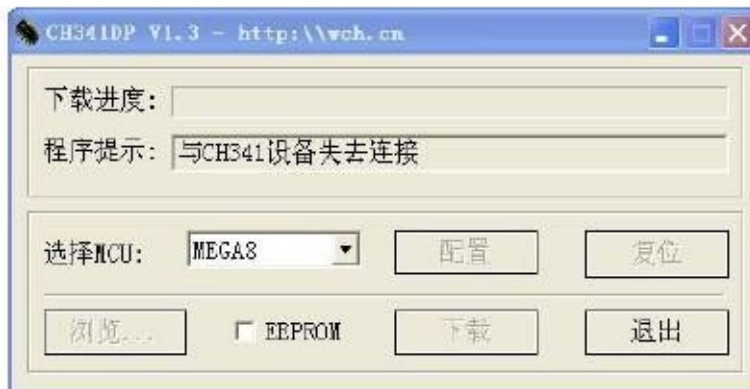 CH341DP V1.3 - http:\\wch.cn
下载进度:
程序提示: 与CH341设备失去连接
选择MCU: MEGA8 配置 复位
浏览... EEPROM 下载 退出